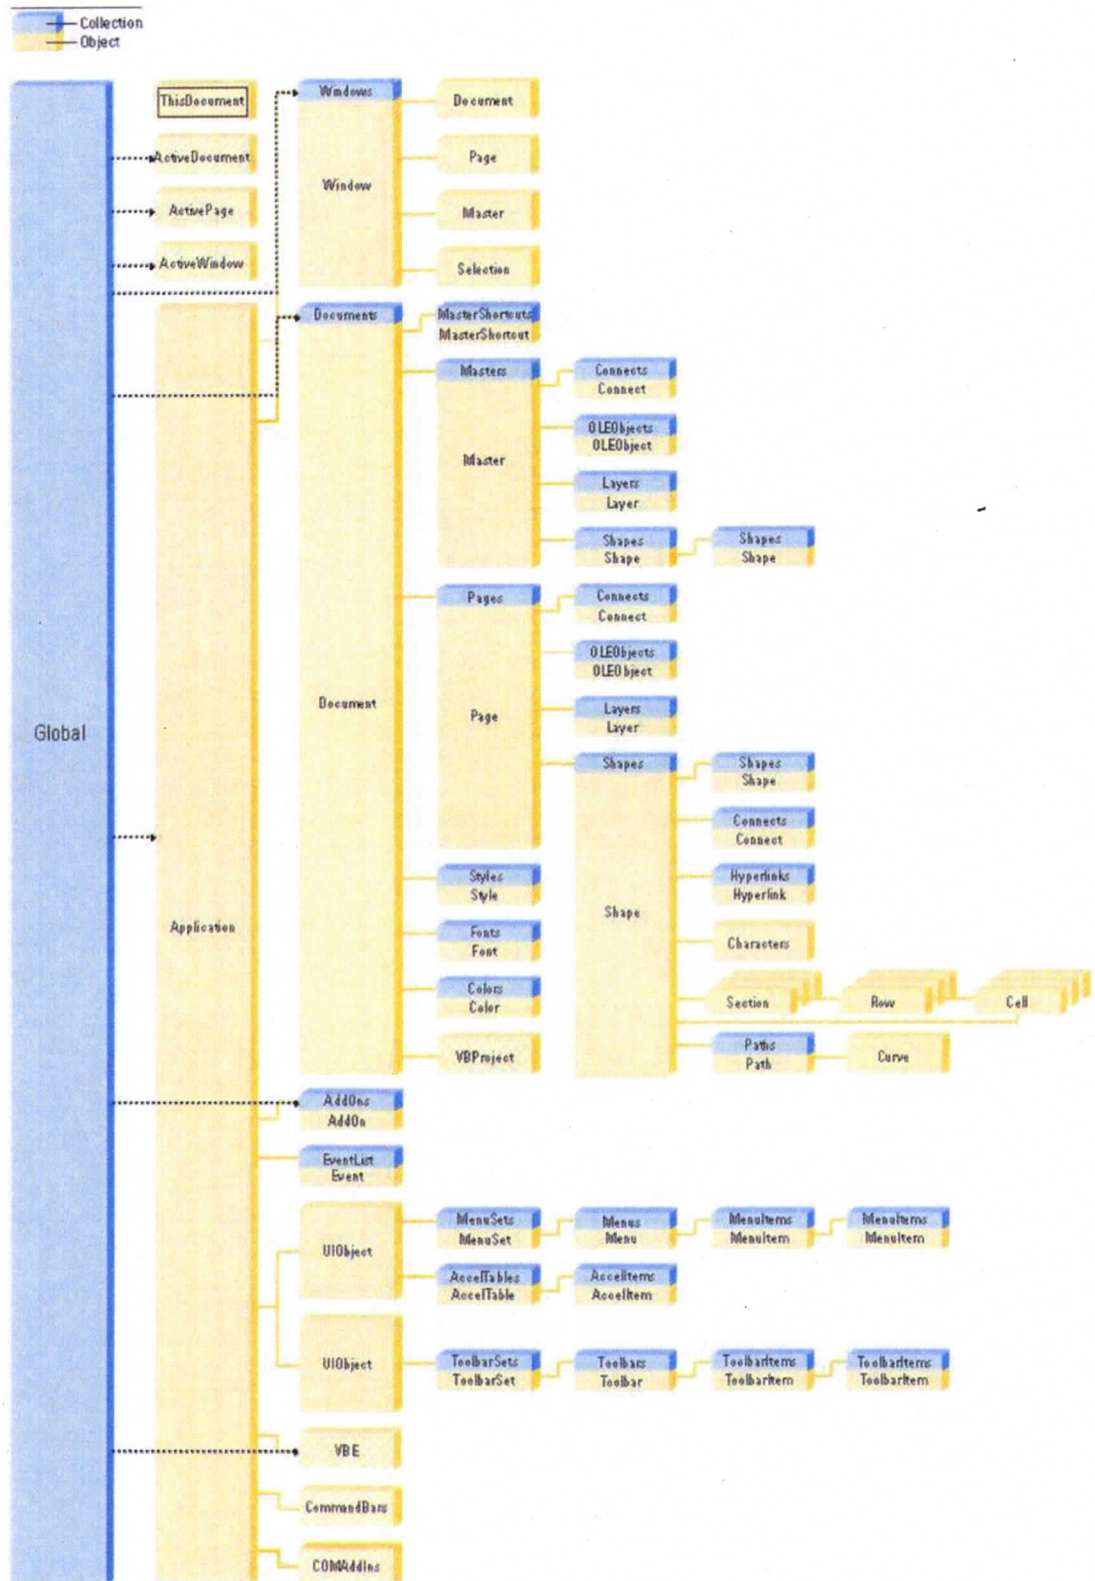 Collection
Object
Global
ThisDocument
ActiveDocument
ActivePage
ActiveWindow
Application
Windows
Window
Document
Page
Master
Selection
Documents
Document
MasterShortcuts
MasterShortcut
Masters
Master
Connects
Connect
OLEObjects
OLEObject
Layers
Layer
Shapes
Shape
Shapes
Shape
Pages
Page
Connects
Connect
OLEObjects
OLEObject
Layers
Layer
Shapes
Shape
Shapes
Shape
Connects
Connect
Hyperlinks
Hyperlink
Characters
Section
Row
Cell
Paths
Path
Curve
Styles
Style
Fonts
Font
Colors
Color
VBProject
AddOns
AddOn
EventList
Event
UIObject
MenuSets
MenuSet
Menus
Menu
MenuItems
MenuItem
MenuItems
MenuItem
AccelTables
AccelTable
AccelItems
AccelItem
UIObject
ToolbarSets
ToolbarSet
Toolbars
Toolbar
ToolbarItems
ToolbarItem
ToolbarItems
ToolbarItem
VBE
CommandBars
COMAddIns